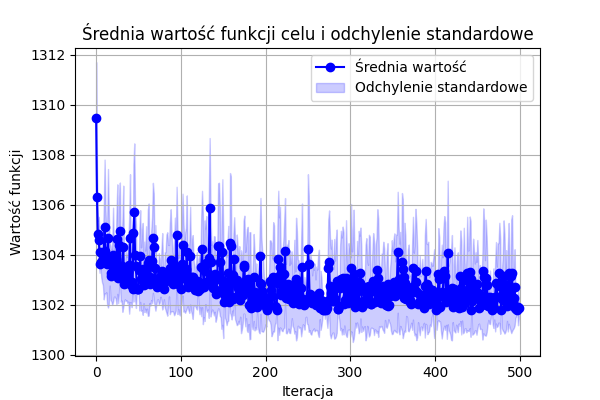 Średnia wartość funkcji celu i odchylenie standardowe
Średnia wartość
Odchylenie standardowe
Wartość funkcji
1312
1310
1308
1306
1304
1302
1300
0 100 200 300 400 500
Iteracja